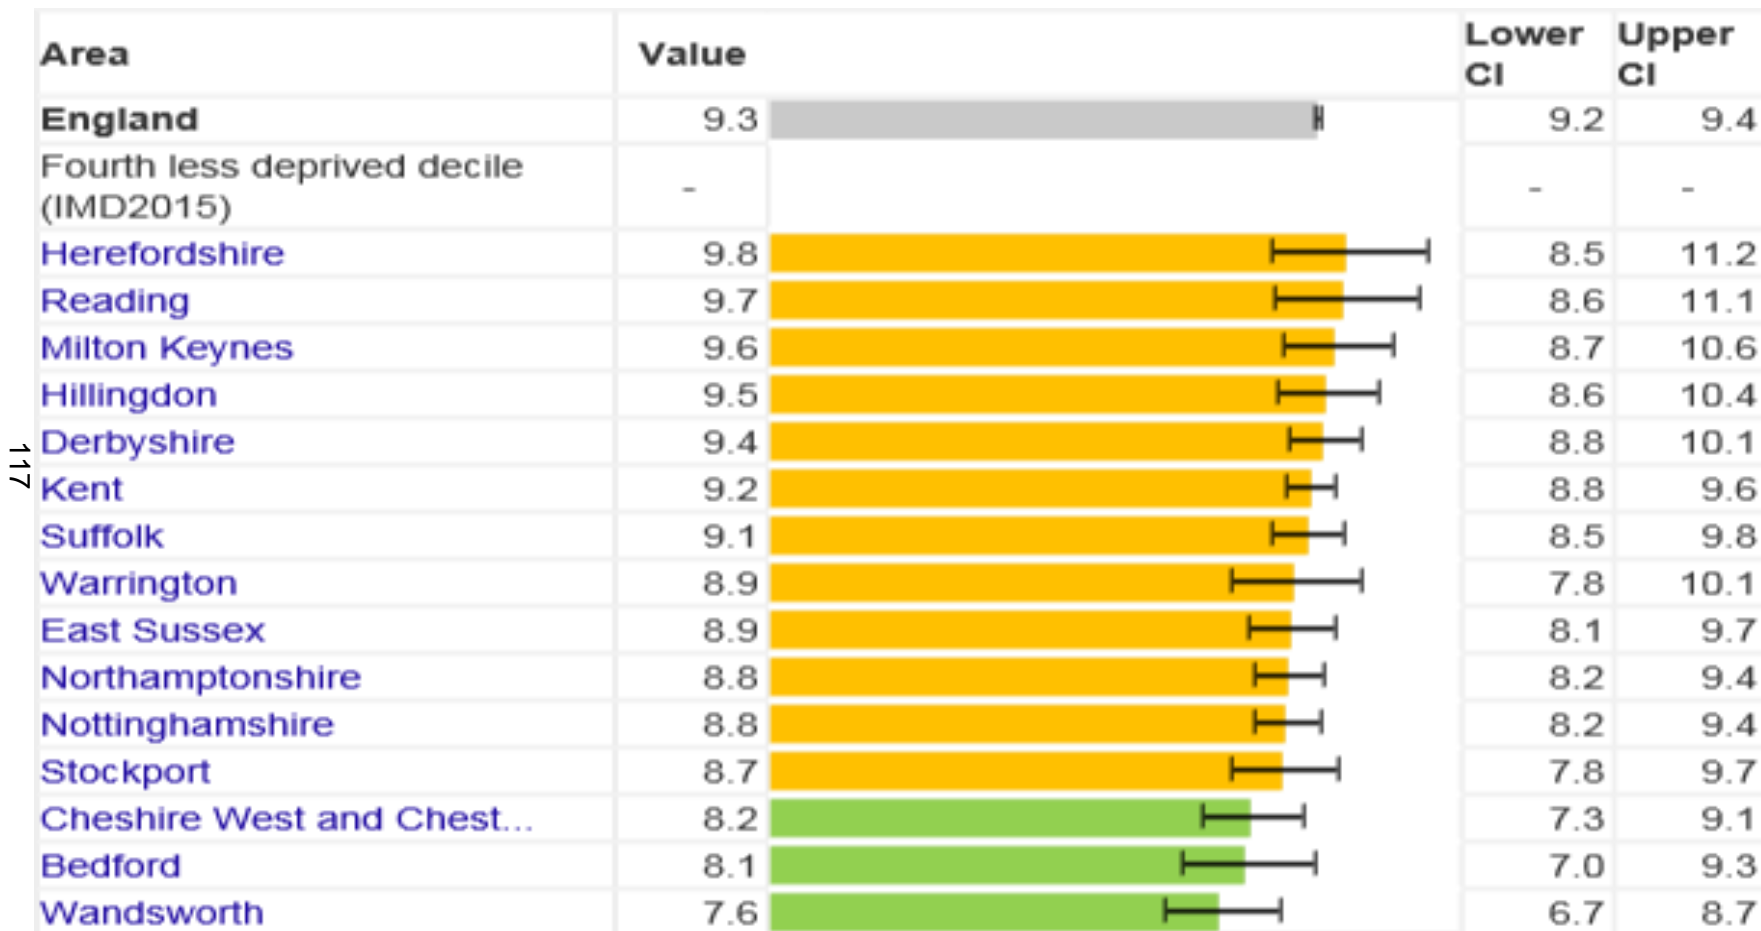 Area Value Lower CI Upper CI
England 9.3 9.2 9.4
Fourth less deprived decile
(IMD2015) - - -
Herefordshire 9.8 8.5 11.2
Reading 9.7 8.6 11.1
Milton Keynes 9.6 8.7 10.6
Hillingdon 9.5 8.6 10.4
Derbyshire 9.4 8.8 10.1
Kent 9.2 8.8 9.6
Suffolk 9.1 8.5 9.8
Warrington 8.9 7.8 10.1
East Sussex 8.9 8.1 9.7
Northamptonshire 8.8 8.2 9.4
Nottinghamshire 8.8 8.2 9.4
Stockport 8.7 7.8 9.7
Cheshire West and Chest... 8.2 7.3 9.1
Bedford 8.1 7.0 9.3
Wandsworth 7.6 6.7 8.7
117